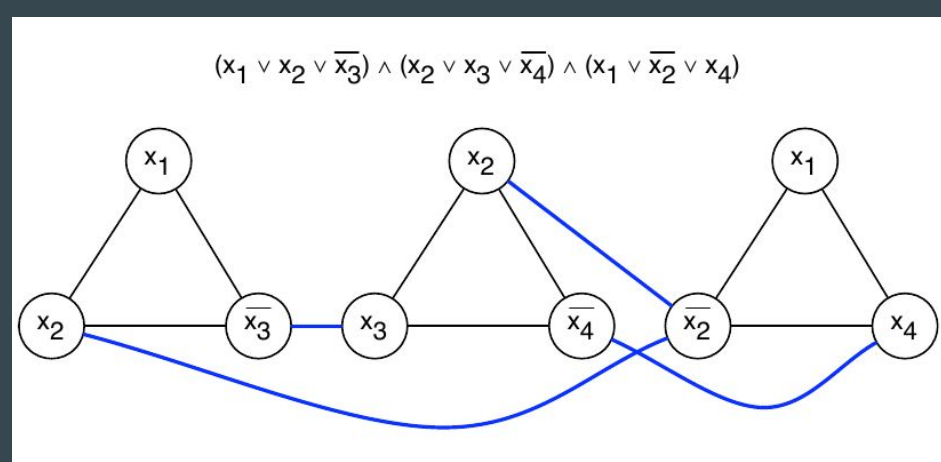 (x₁ ∨ x₂ ∨ x̅₃) ∧ (x₂ ∨ x₃ ∨ x̅₄) ∧ (x₁ ∨ x̅₂ ∨ x₄)
x₁ x₂ x₁
x₂ x̅₃ x₃ x̅₄ x̅₂ x₄